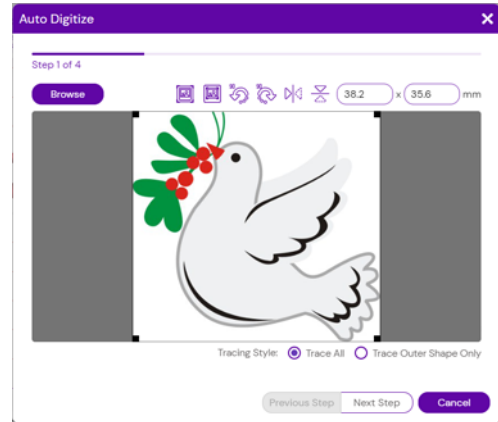 Auto Digitize
Step 1 of 4
Browse 38.2 x 35.6 mm
Tracing Style: Trace All Trace Outer Shape Only
Previous Step Next Step Cancel